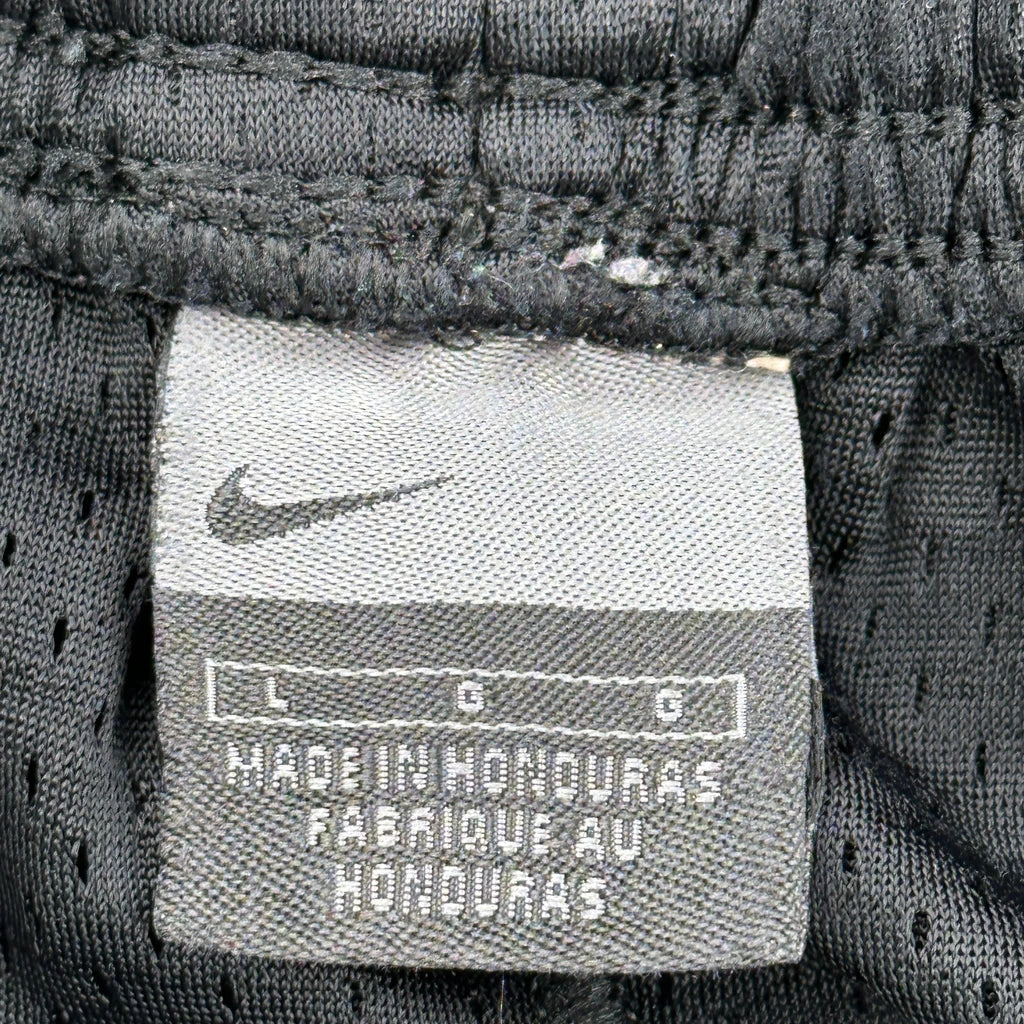 L G G
MADE IN HONDURAS
FABRIQUE AU
HONDURAS